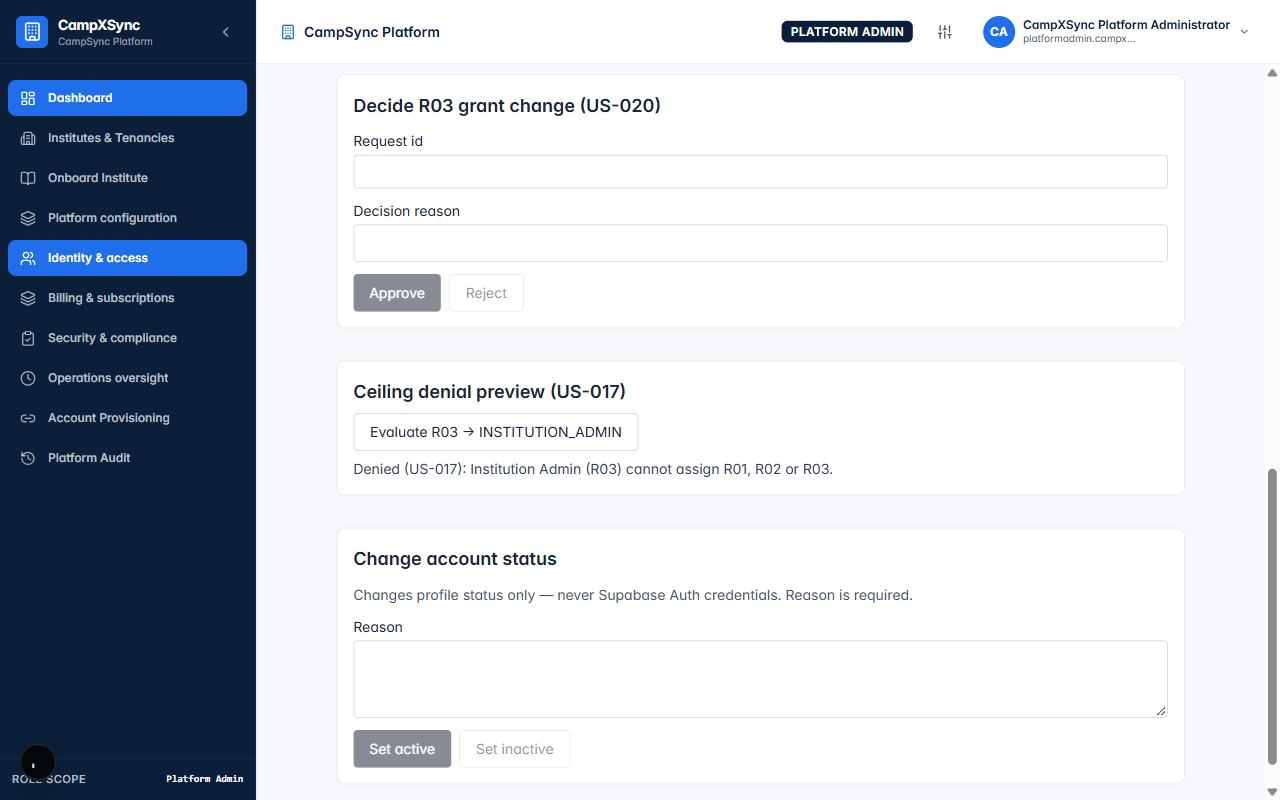 CampXSync
CampSync Platform
CampSync Platform
PLATFORM ADMIN
CA
CampXSync Platform Administrator
platformadmin.campx...
Dashboard
Institutes & Tenancies
Onboard Institute
Platform configuration
Identity & access
Billing & subscriptions
Security & compliance
Operations oversight
Account Provisioning
Platform Audit
Decide R03 grant change (US-020)
Request id
Decision reason
Approve
Reject
Ceiling denial preview (US-017)
Evaluate R03 → INSTITUTION_ADMIN
Denied (US-017): Institution Admin (R03) cannot assign R01, R02 or R03.
Change account status
Changes profile status only — never Supabase Auth credentials. Reason is required.
Reason
Set active
Set inactive
ROLE SCOPE
Platform Admin